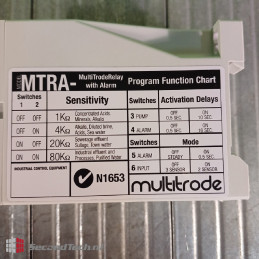 MTRA-
MultiTrodeRelay
with Alarm
Program Function Chart
Switches
1 2
Sensitivity
Switches
Activation Delays
OFF OFF 1KΩ Concentrated Acids Minerals, Alkalis
OFF ON 4KΩ Alkalis, Diluted brine, Acids, Sea water
ON OFF 20KΩ Sewerage effluent Sullage, Town water
ON ON 80KΩ Industrial effluent and Processes, Purified Water
3 PUMP OFF 0.5 SEC ON 10 SEC
4 ALARM OFF 0.5 SEC ON 10 SEC
Switches
Mode
5 ALARM OFF STEADY ON 0.5 SEC
6 INPUT OFF SENSOR ON SENSOR
INDUSTRIAL CONTROL EQUIPMENT
N1653
multitrode